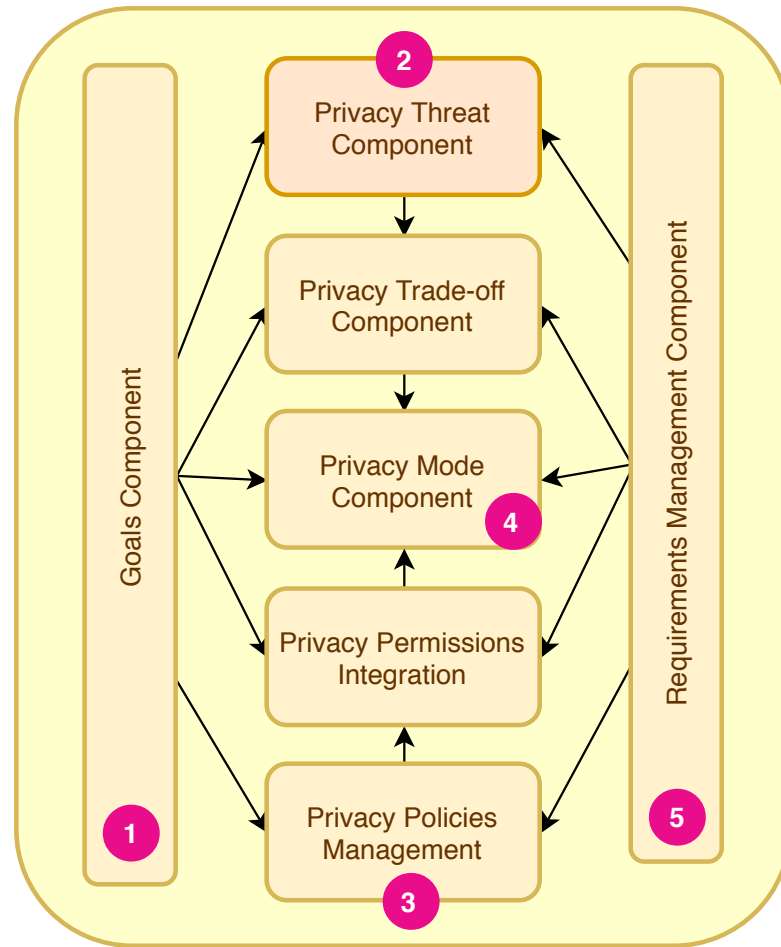 2
Privacy Threat
Component
Privacy Trade-off
Component
Privacy Mode
Component
4
Privacy Permissions
Integration
Privacy Policies
Management
3
Goals Component
1
Requirements Management Component
5